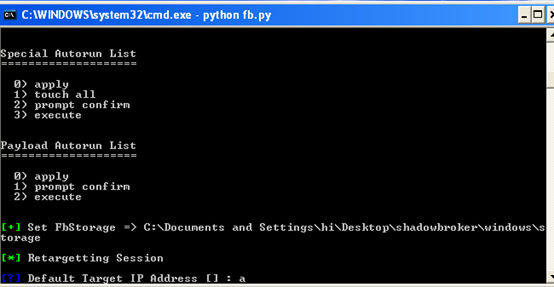 C:\WINDOWS\system32\cmd.exe - python fb.py
Special Autorun List
====================
0) apply
1) touch all
2) prompt confirm
3) execute
Payload Autorun List
====================
0) apply
1) prompt confirm
2) execute
[+] Set FbStorage => C:\Documents and Settings\hi\Desktop\shadowbroker\windows\s
torage
[*] Retargetting Session
[?] Default Target IP Address [] : a